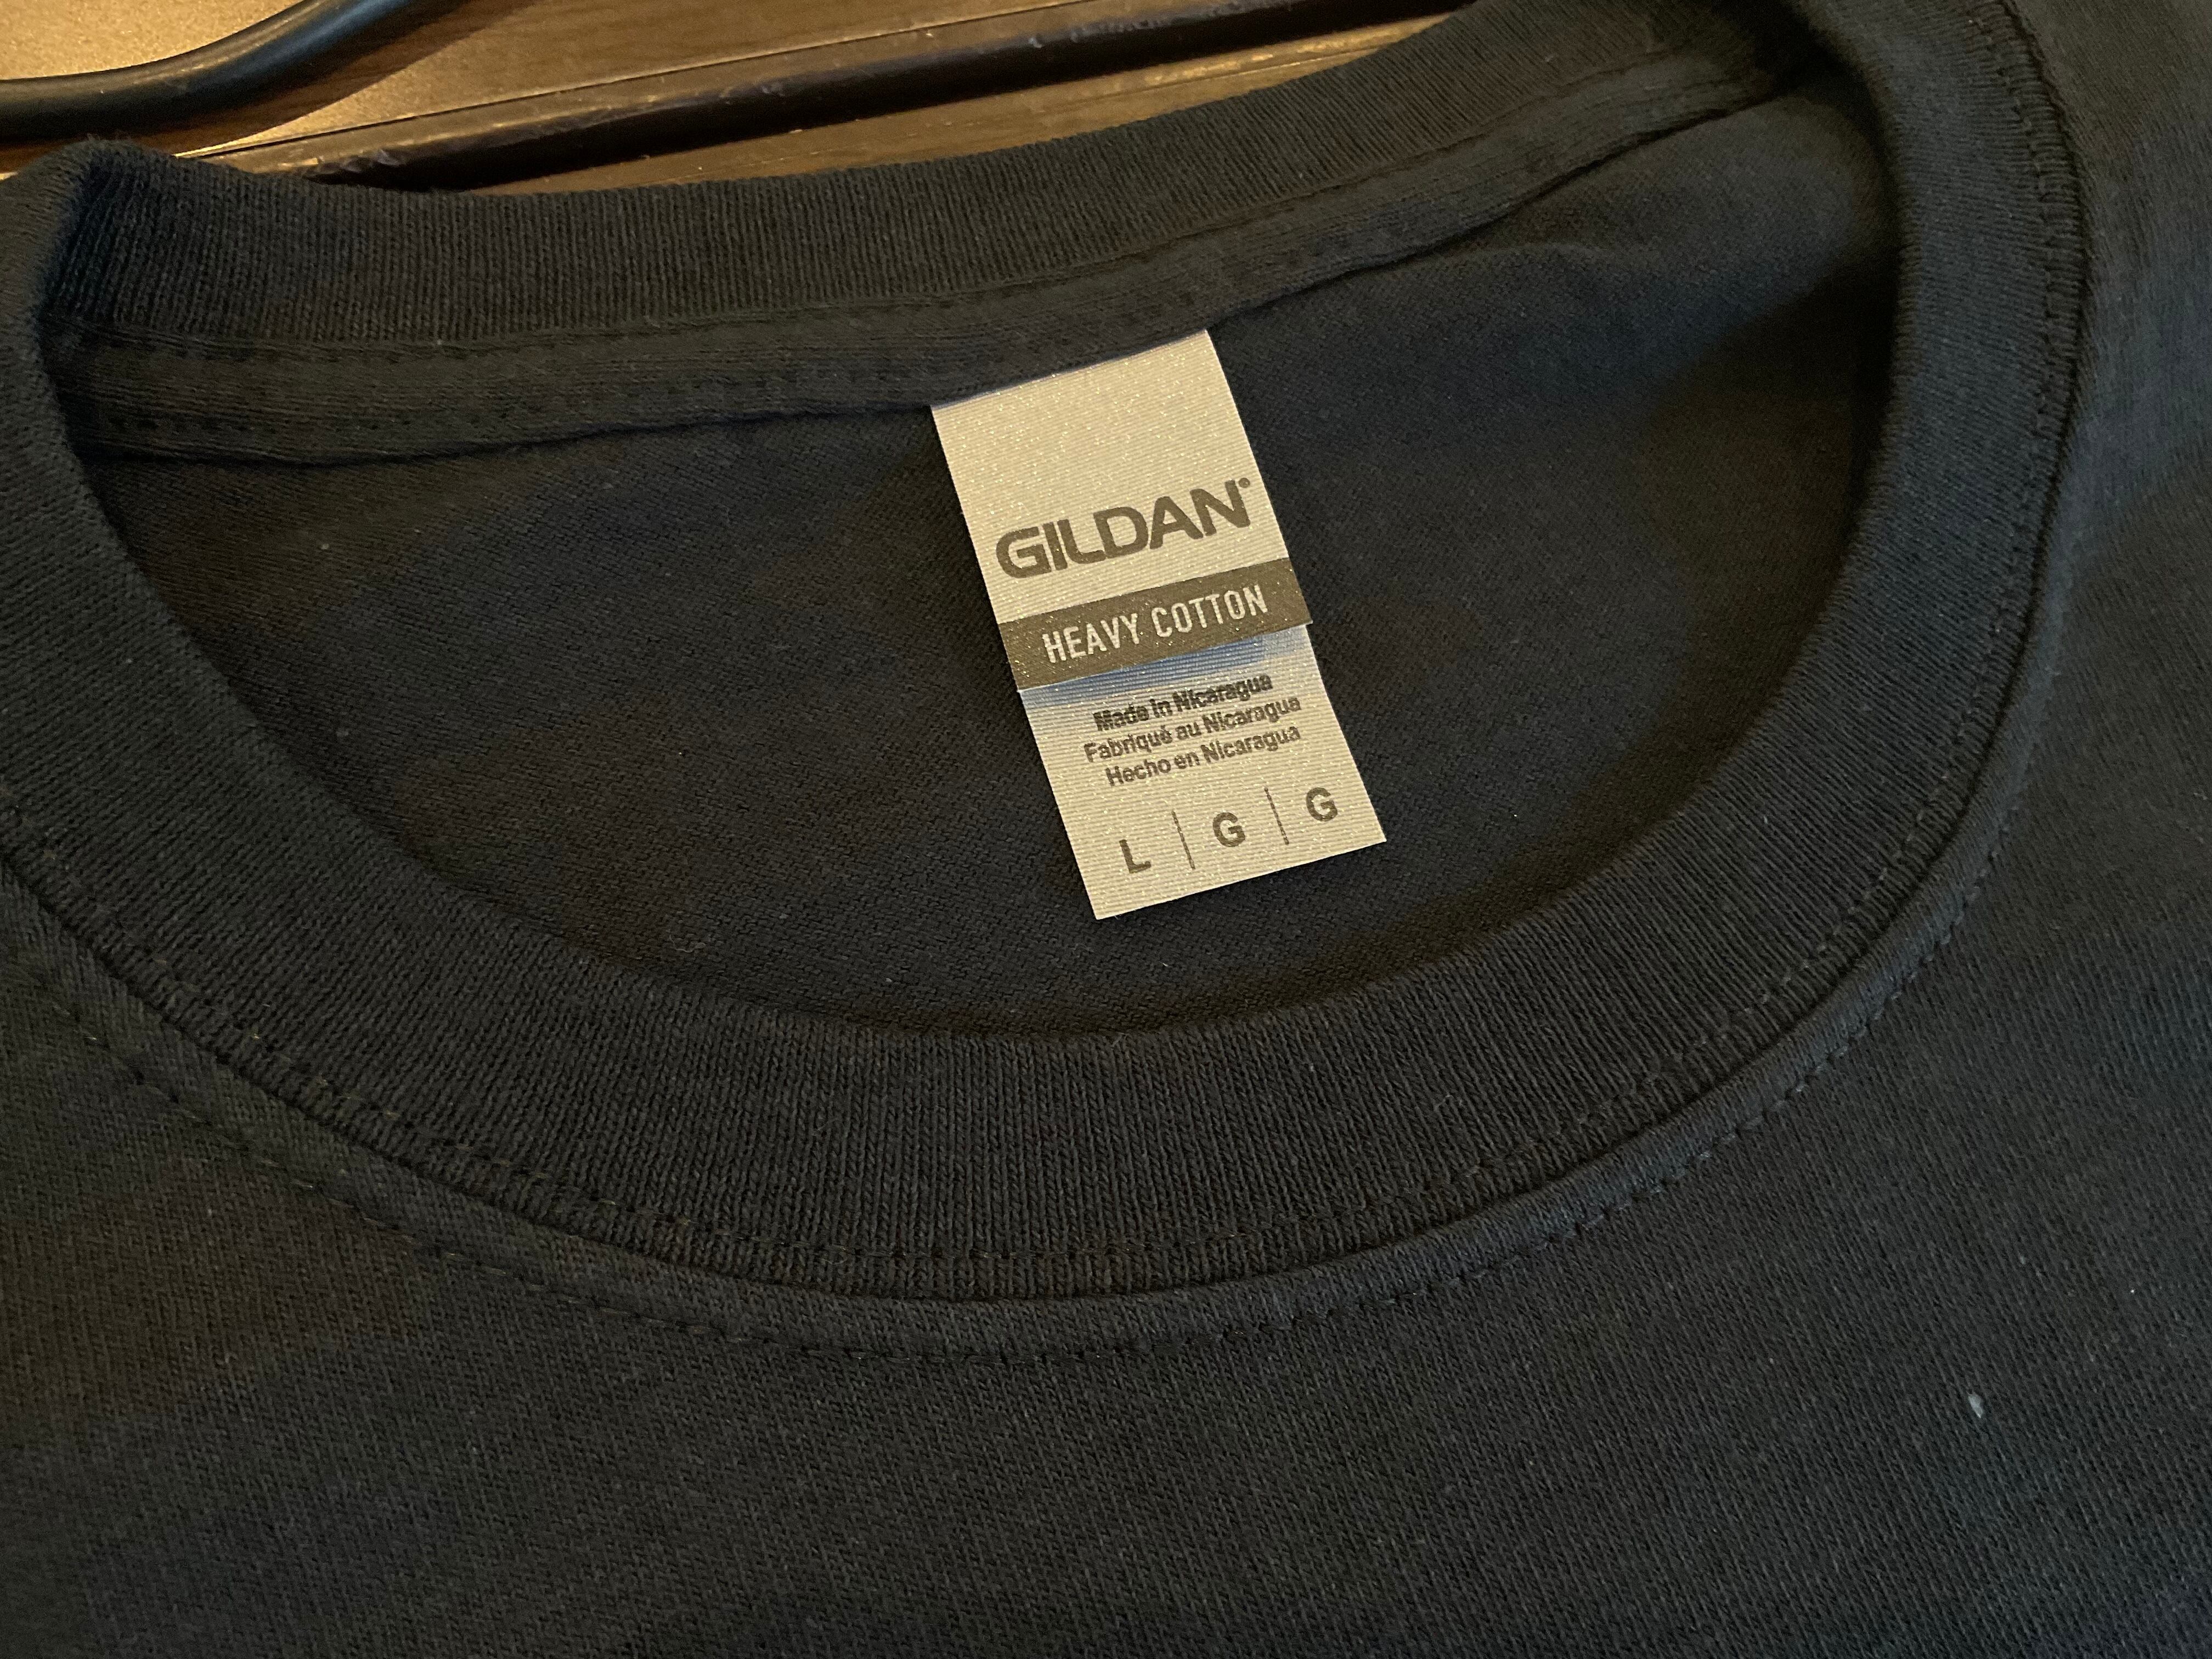 GILDAN®
HEAVY COTTON
Made in Nicaragua
Fabriqué au Nicaragua
Hecho en Nicaragua
L | G | G